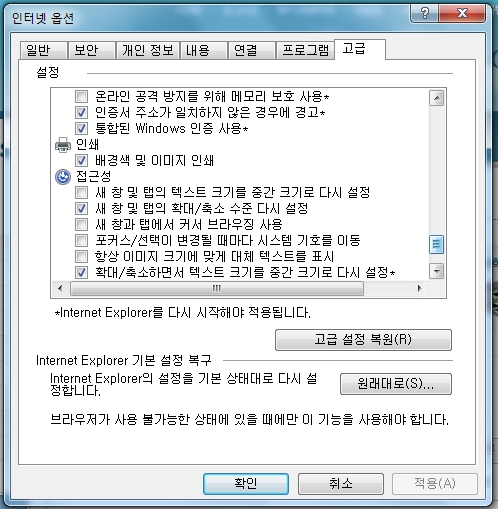 인터넷 옵션
일반 보안 개인 정보 내용 연결 프로그램 고급
설정
온라인 공격 방지를 위해 메모리 보호 사용*
인증서 주소가 일치하지 않은 경우에 경고*
통합된 Windows 인증 사용*
인쇄
배경색 및 이미지 인쇄
접근성
새 창 및 탭의 텍스트 크기를 중간 크기로 다시 설정
새 창 및 탭의 확대/축소 수준 다시 설정
새 창과 탭에서 커서 브라우징 사용
포커스/선택이 변경될 때마다 시스템 기호를 이동
항상 이미지 크기에 맞게 대체 텍스트를 표시
확대/축소하면서 텍스트 크기를 중간 크기로 다시 설정*
*Internet Explorer를 다시 시작해야 적용됩니다.
고급 설정 복원(R)
Internet Explorer 기본 설정 복구
Internet Explorer의 설정을 기본 상태대로 다시 설
정합니다.
원래대로(S)...
브라우저가 사용 불가능한 상태에 있을 때에만 이 기능을 사용해야 합니다.
확인 취소 적용(A)